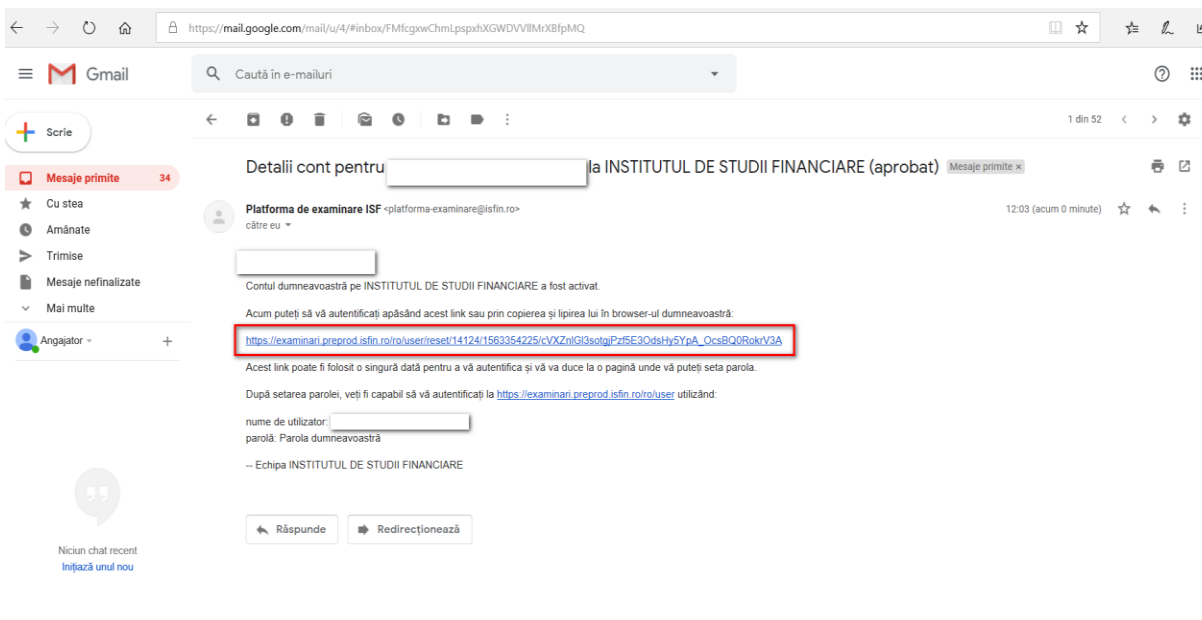 https://mail.google.com/mail/u/4/#inbox/FMfcgxwChmLpspxhXGWDVVllMrXBfpMQ
Gmail
Caută în e-mailuri
Scrie
1 din 52
Detalii cont pentru la INSTITUTUL DE STUDII FINANCIARE (aprobat) Mesaje primite ×
Mesaje primite 34
Cu stea
Amânate
Trimise
Mesaje nefinalizate
Mai multe
Angajator
Platforma de examinare ISF <platforma-examinare@isfin.ro> 12:03 (acum 0 minute)
către eu
Contul dumneavoastră pe INSTITUTUL DE STUDII FINANCIARE a fost activat.
Acum puteți să vă autentificați apăsând acest link sau prin copierea și lipirea lui în browser-ul dumneavoastră:
https://examinari.preprod.isfin.ro/ro/user/reset/14124/1563354225/cVXZnlGl3sotgjPzf5E3OdsHy5YpA_OcsBQ0RokrV3A
Acest link poate fi folosit o singură dată pentru a vă autentifica și vă va duce la o pagină unde vă puteți seta parola.
După setarea parolei, veți fi capabil să vă autentificați la https://examinari.preprod.isfin.ro/ro/user utilizând:
nume de utilizator:
parolă: Parola dumneavoastră
-- Echipa INSTITUTUL DE STUDII FINANCIARE
Răspunde
Redirecționează
Niciun chat recent
Inițiază unul nou